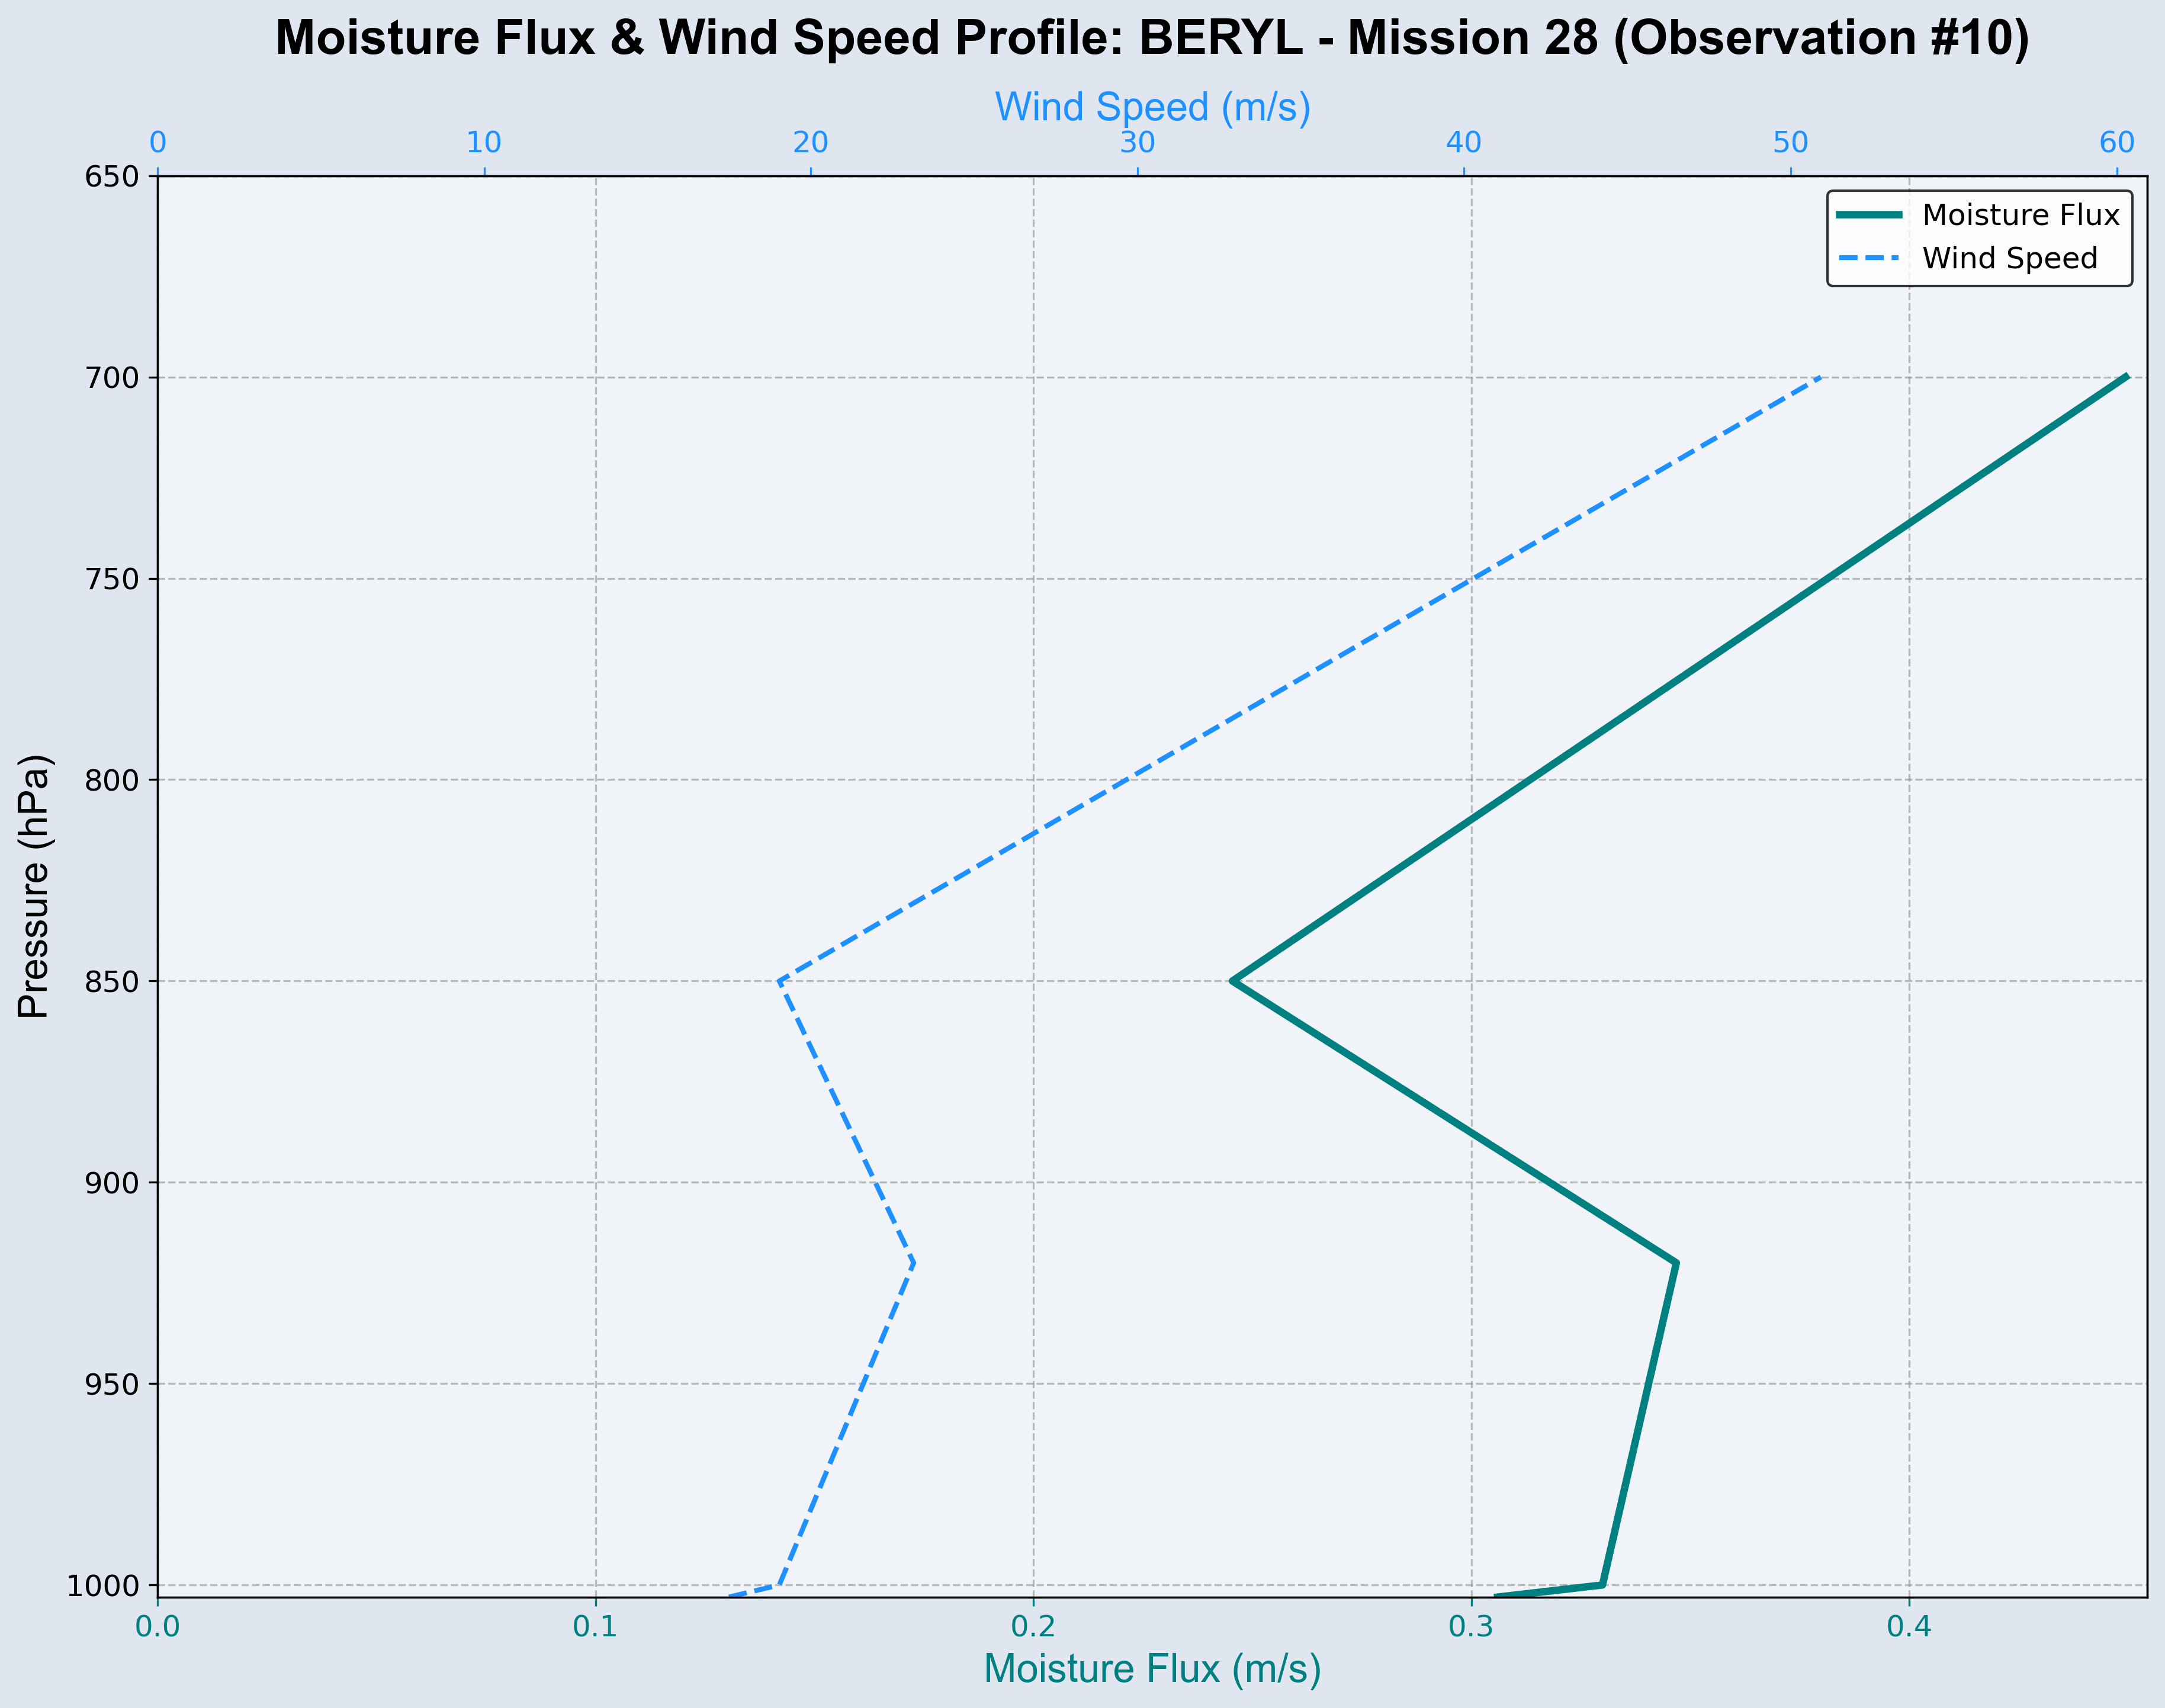 Moisture Flux & Wind Speed Profile: BERYL - Mission 28 (Observation #10)
Wind Speed (m/s)
0 10 20 30 40 50 60
Moisture Flux
Wind Speed
Pressure (hPa)
650
700
750
800
850
900
950
1000
0.0 0.1 0.2 0.3 0.4
Moisture Flux (m/s)